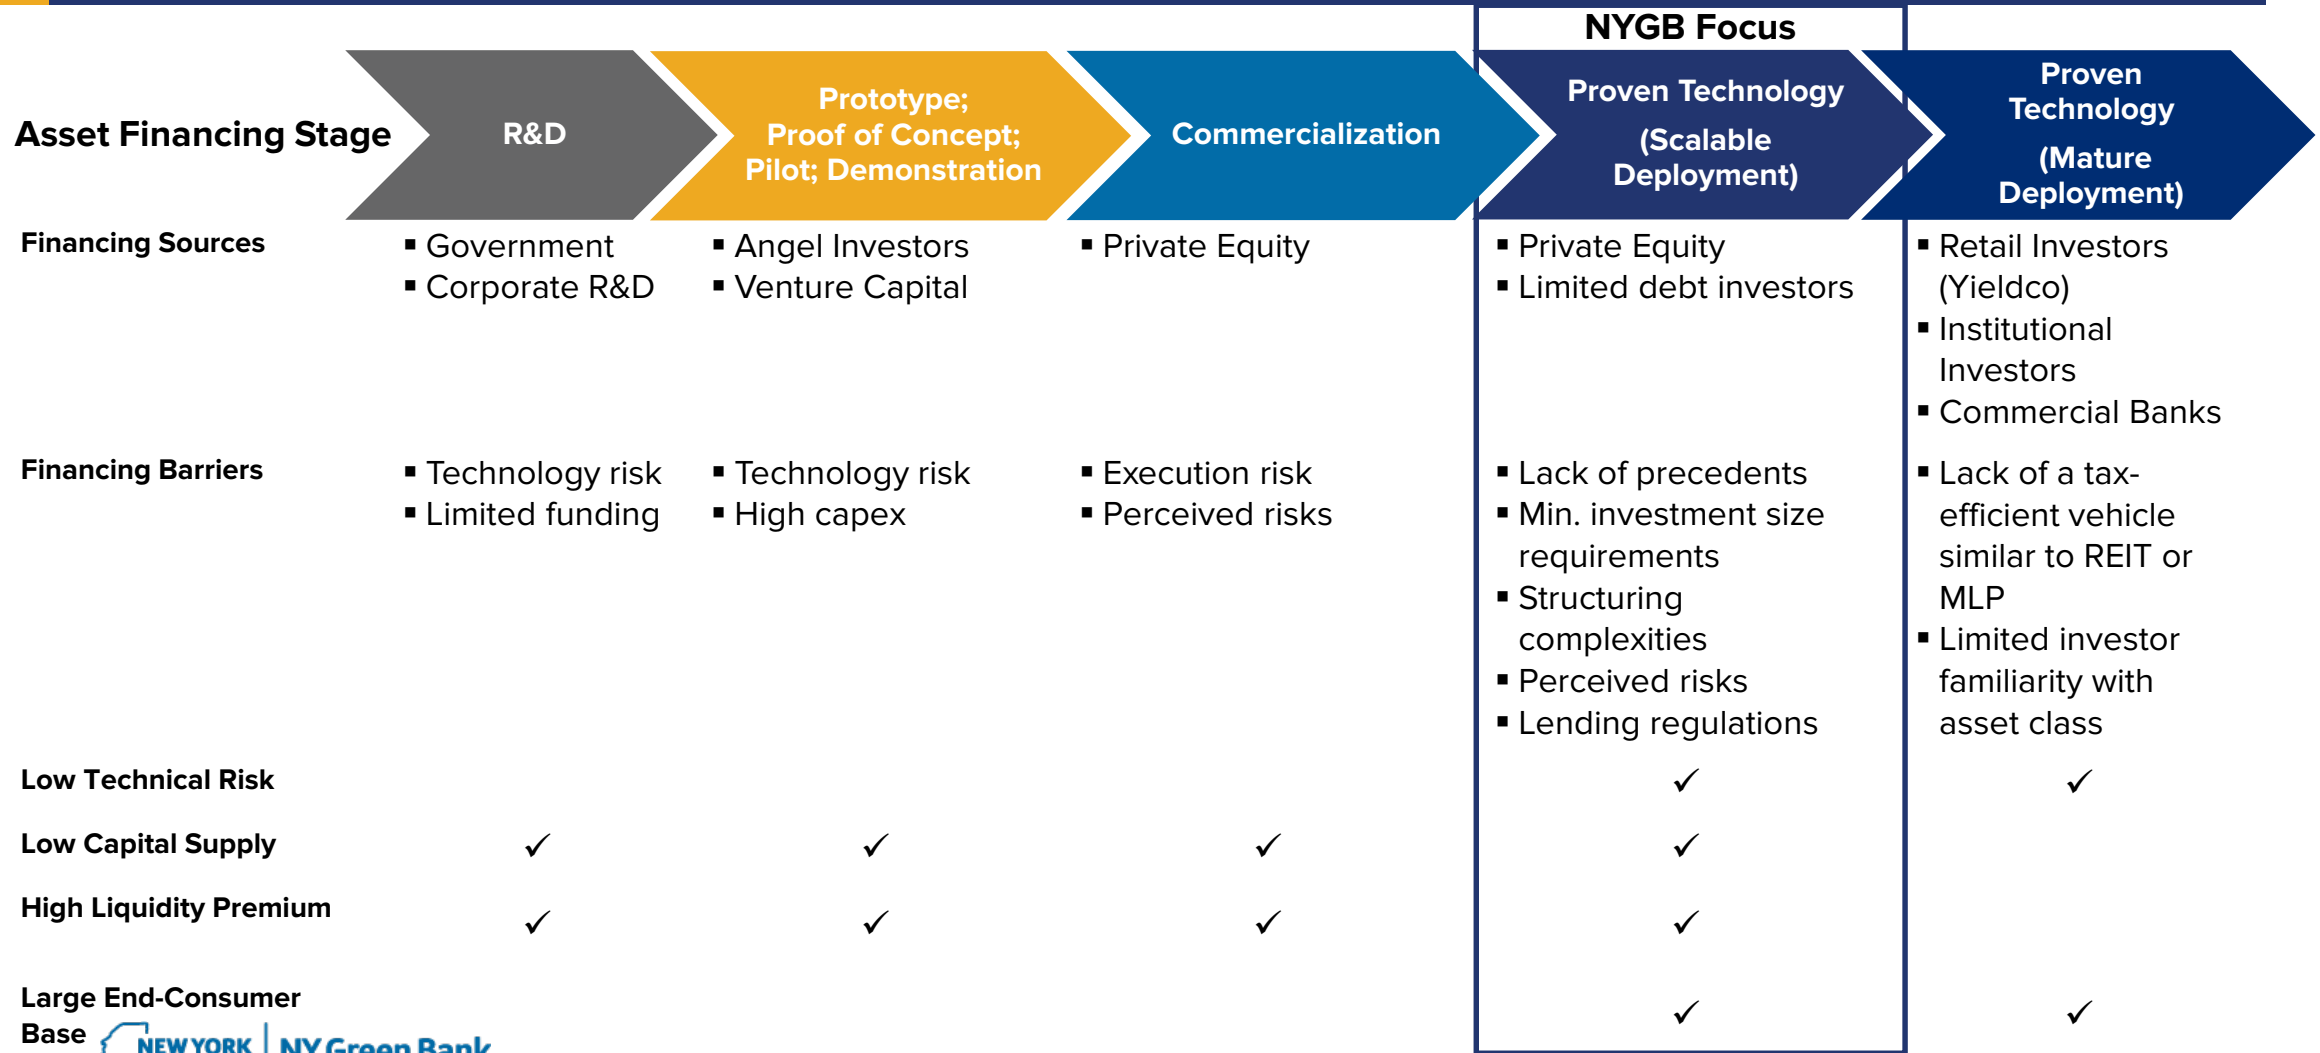 NYGB Focus
Asset Financing Stage
R&D
Prototype;
Proof of Concept;
Pilot; Demonstration
Commercialization
Proven Technology
(Scalable
Deployment)
Proven
Technology
(Mature
Deployment)
Financing Sources
▪ Government
▪ Corporate R&D
▪ Angel Investors
▪ Venture Capital
▪ Private Equity
▪ Private Equity
▪ Limited debt investors
▪ Retail Investors
(Yieldco)
▪ Institutional
Investors
▪ Commercial Banks
Financing Barriers
▪ Technology risk
▪ Limited funding
▪ Technology risk
▪ High capex
▪ Execution risk
▪ Perceived risks
▪ Lack of precedents
▪ Min. investment size
requirements
▪ Structuring
complexities
▪ Perceived risks
▪ Lending regulations
▪ Lack of a tax-
efficient vehicle
similar to REIT or
MLP
▪ Limited investor
familiarity with
asset class
Low Technical Risk ✓ ✓
Low Capital Supply ✓ ✓ ✓ ✓
High Liquidity Premium ✓ ✓ ✓ ✓
Large End-Consumer
Base ✓ ✓
NEW YORK | NY Green Bank